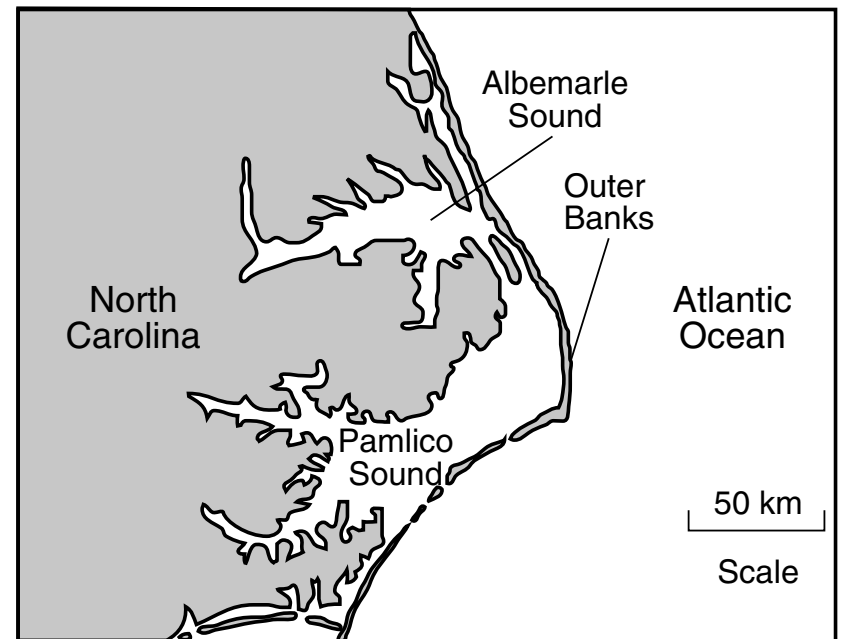 Albemarle
Sound
Outer
Banks
North
Carolina
Atlantic
Ocean
Pamlico
Sound
50 km
Scale